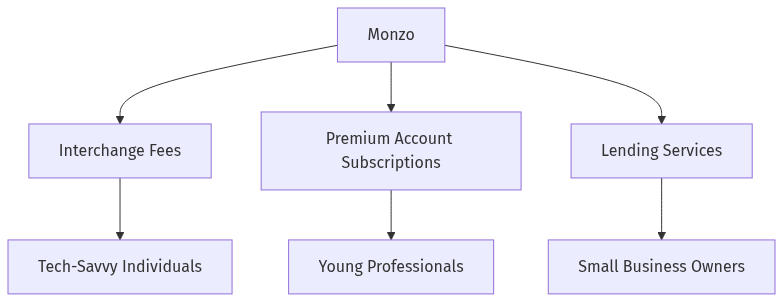 Monzo
Interchange Fees
Premium Account
Subscriptions
Lending Services
Tech-Savvy Individuals
Young Professionals
Small Business Owners